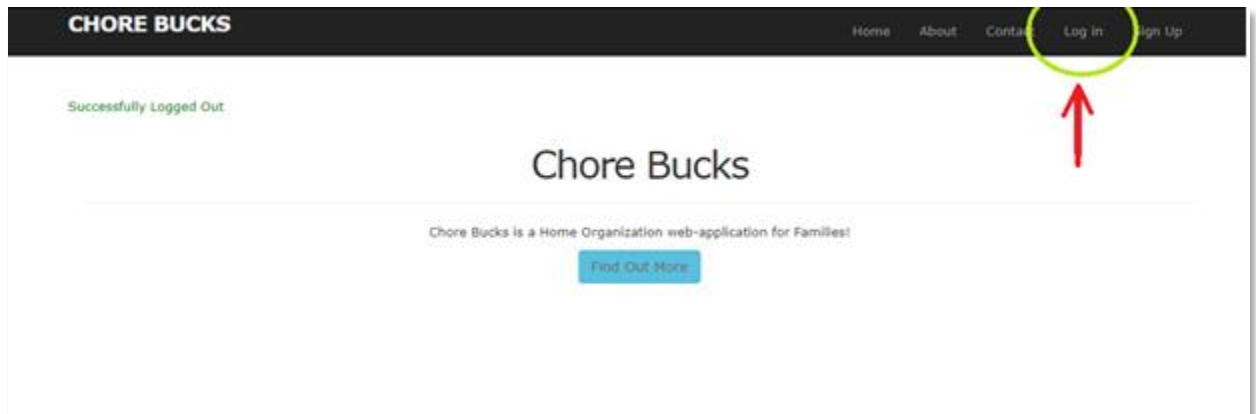 CHORE BUCKS
Home About Contact Log in Sign Up
Successfully Logged Out
Chore Bucks
Chore Bucks is a Home Organization web-application for Families!
Find Out More